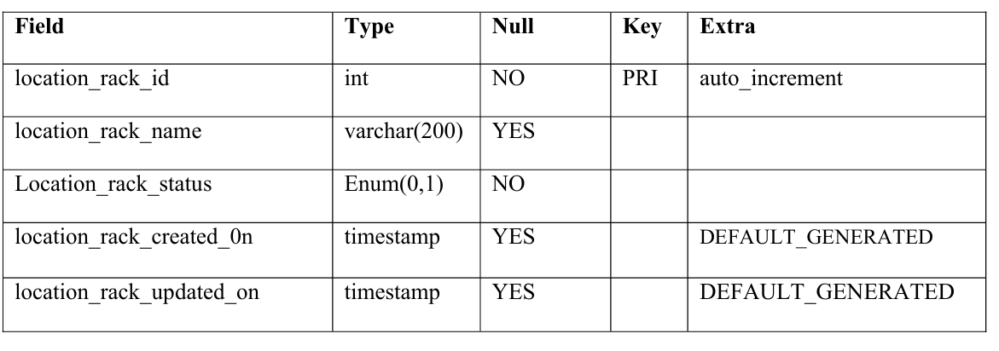 Field Type Null Key Extra
location_rack_id int NO PRI auto_increment
location_rack_name varchar(200) YES
Location_rack_status Enum(0,1) NO
location_rack_created_0n timestamp YES DEFAULT_GENERATED
location_rack_updated_on timestamp YES DEFAULT_GENERATED